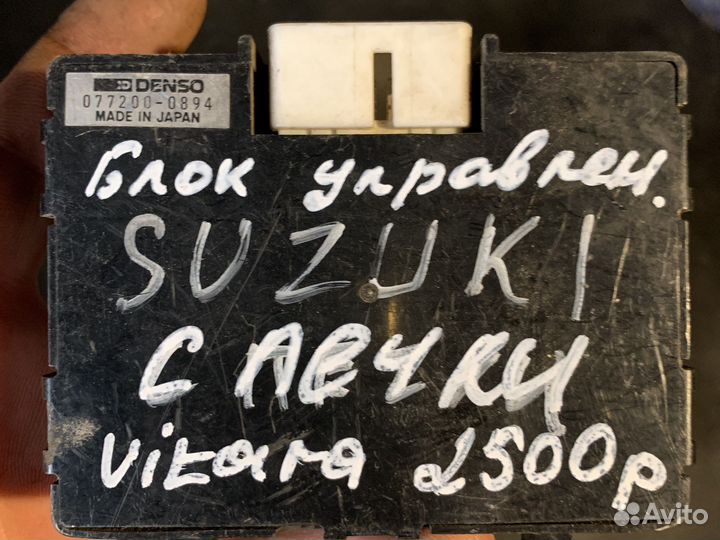 DENSO
077200-0894
MADE IN JAPAN
Блок управлен.
SUZUKI
С ПЕЧКИ
Vitara 2500р
Avito